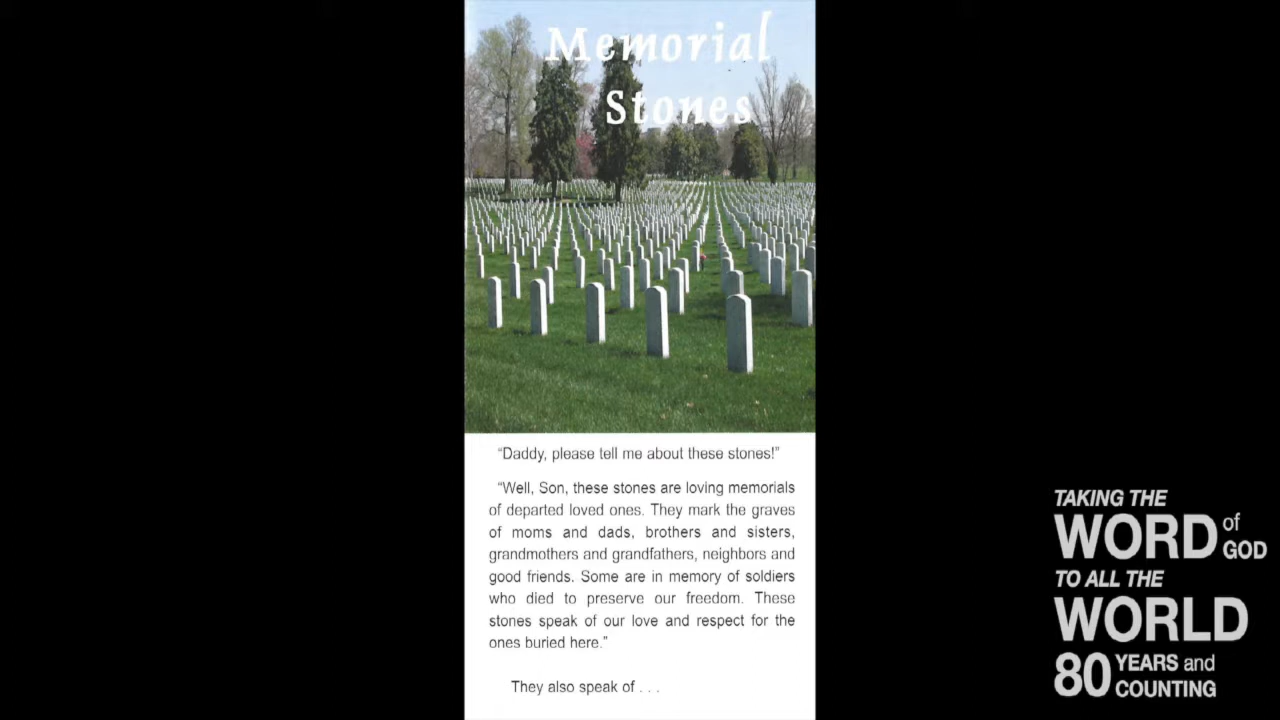 Memorial
Stones
“Daddy, please tell me about these stones!”
“Well, Son, these stones are loving memorials
of departed loved ones. They mark the graves
of moms and dads, brothers and sisters,
grandmothers and grandfathers, neighbors and
good friends. Some are in memory of soldiers
who died to preserve our freedom. These
stones speak of our love and respect for the
ones buried here.”
They also speak of . . .
TAKING THE
WORD of GOD
TO ALL THE
WORLD
80 YEARS and
COUNTING